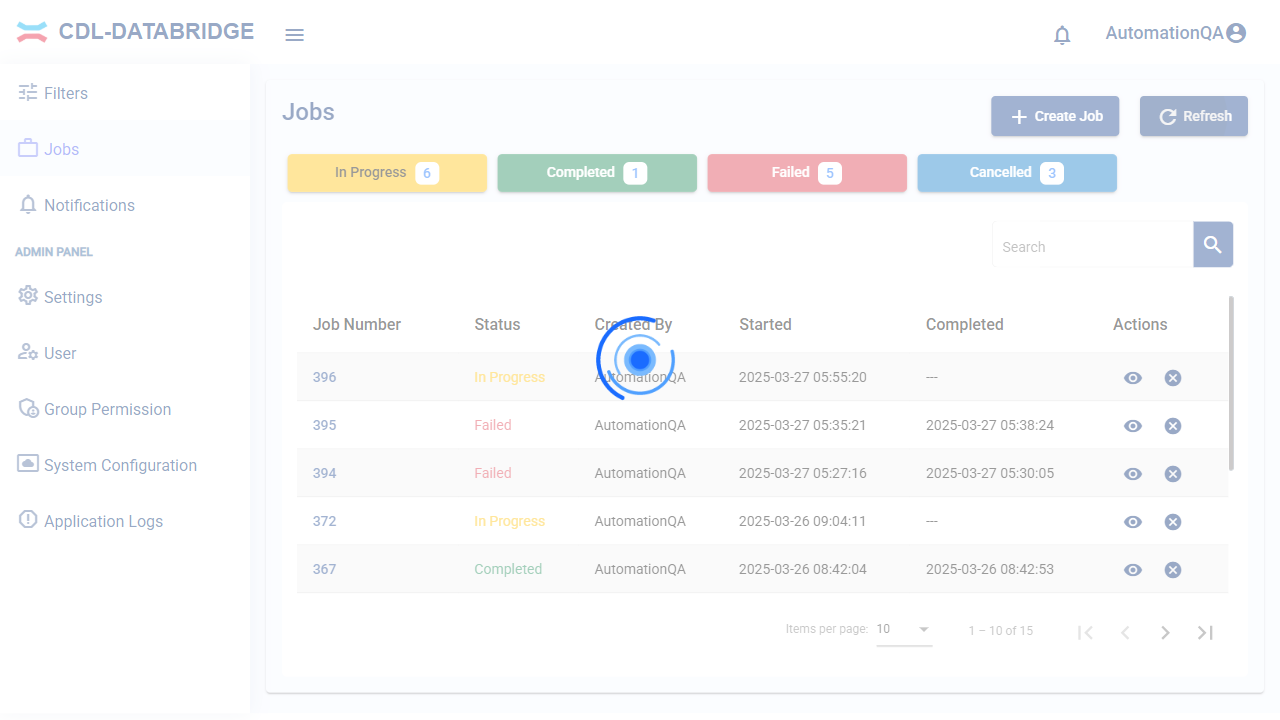 CDL-DATABRIDGE
AutomationQA
Filters
Jobs
Notifications
ADMIN PANEL
Settings
User
Group Permission
System Configuration
Application Logs
Jobs
Create Job
Refresh
In Progress 6
Completed 1
Failed 5
Cancelled 3
Search
Job Number Status Created By Started Completed Actions
396 In Progress AutomationQA 2025-03-27 05:55:20 ---
395 Failed AutomationQA 2025-03-27 05:35:21 2025-03-27 05:38:24
394 Failed AutomationQA 2025-03-27 05:27:16 2025-03-27 05:30:05
372 In Progress AutomationQA 2025-03-26 09:04:11 ---
367 Completed AutomationQA 2025-03-26 08:42:04 2025-03-26 08:42:53
Items per page: 10 1 – 10 of 15